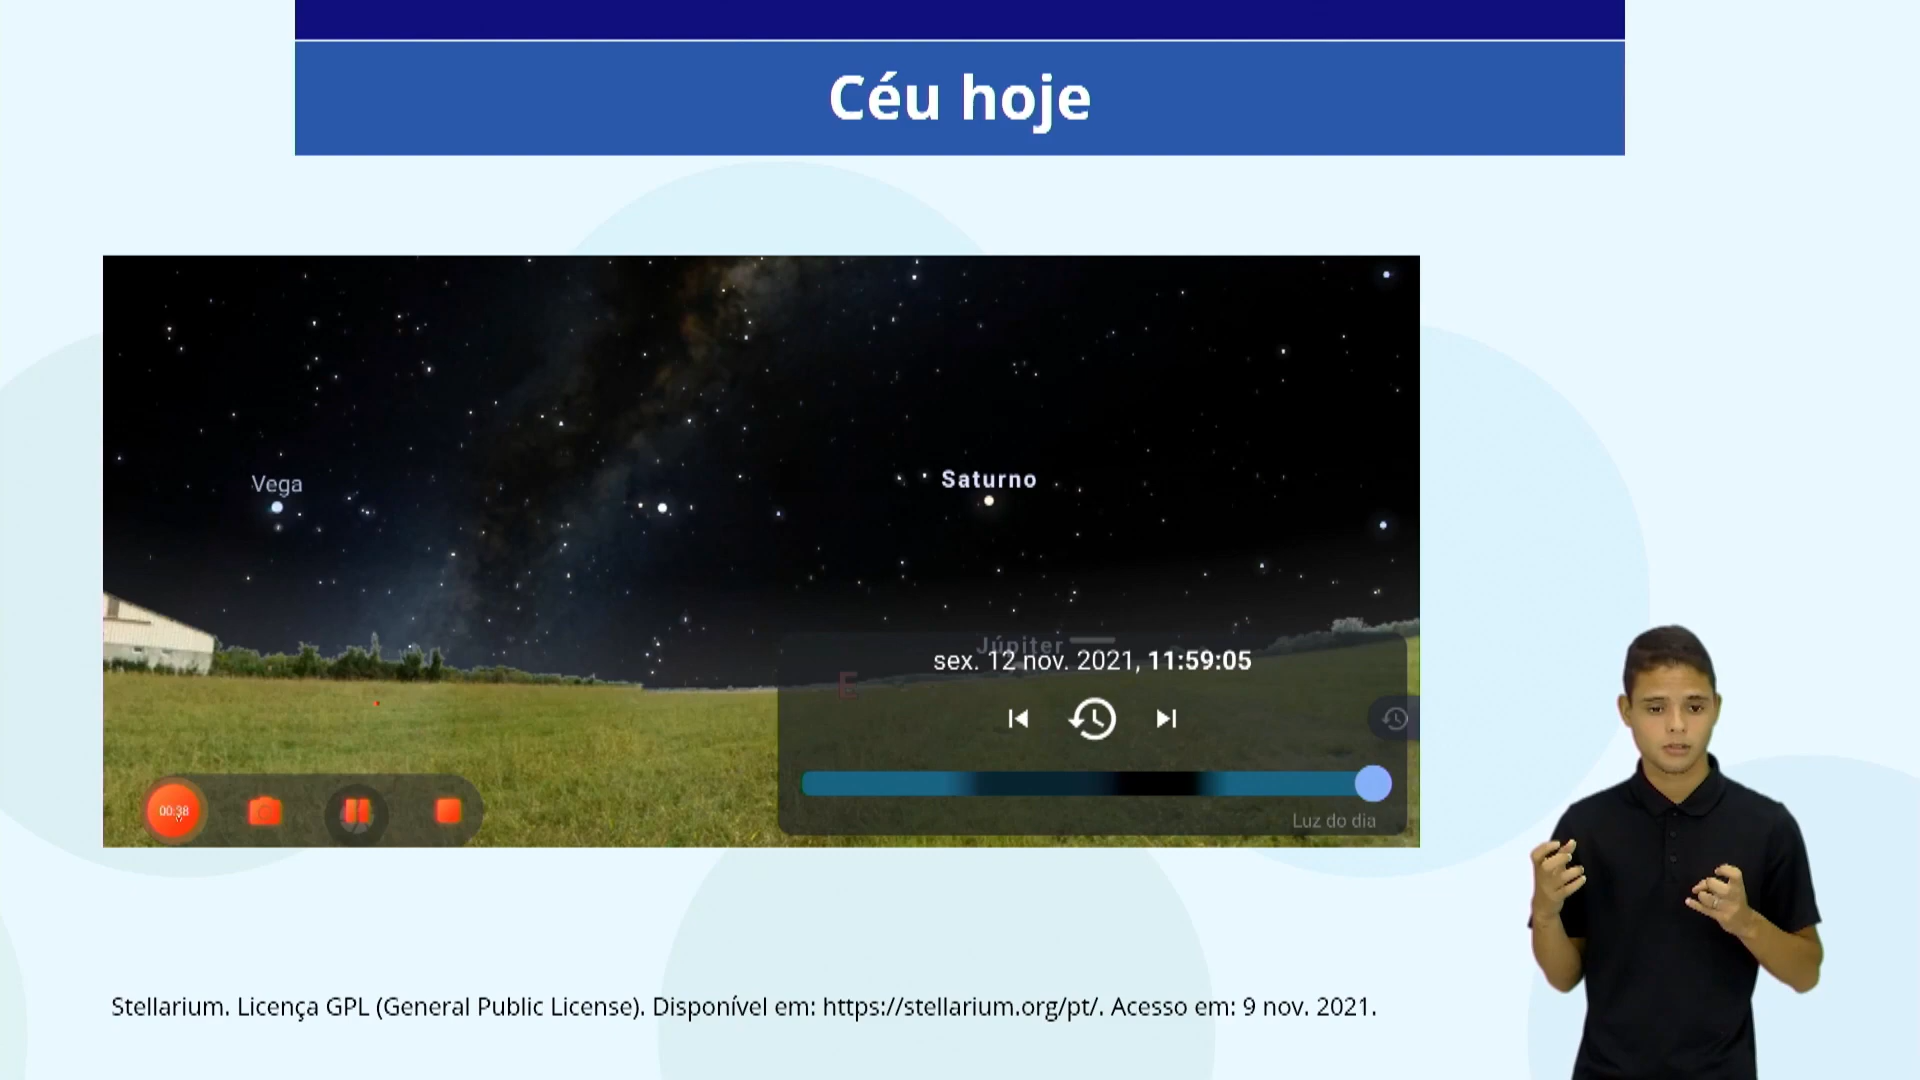 Céu hoje
Vega
Saturno
Júpiter
sex. 12 nov. 2021, 11:59:05
E
00:38
Luz do dia
Stellarium. Licença GPL (General Public License). Disponível em: https://stellarium.org/pt/. Acesso em: 9 nov. 2021.